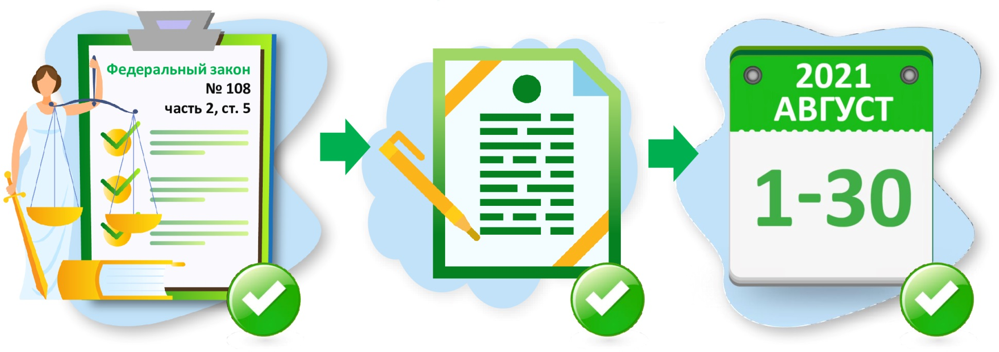 Федеральный закон
№ 108
часть 2, ст. 5
2021
АВГУСТ
1-30